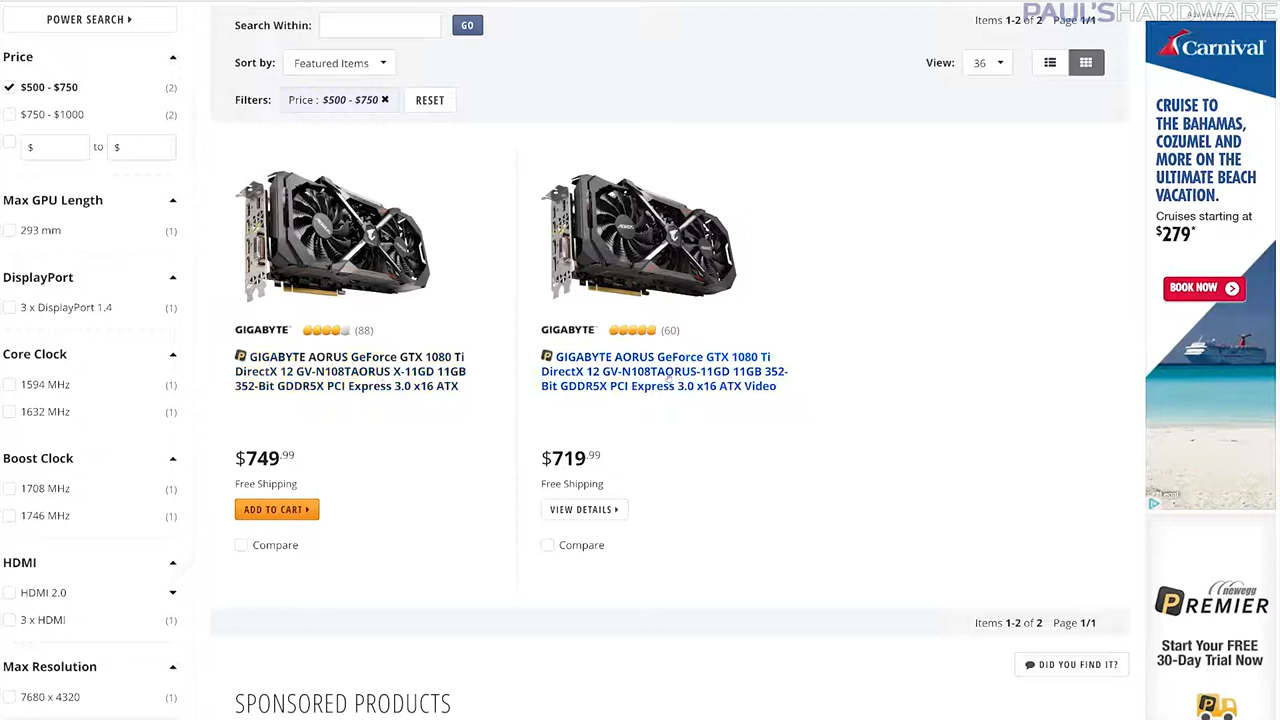 PAUL'S HARDWARE
POWER SEARCH
Price
$500 - $750 (2)
$750 - $1000 (2)
$ to $
Max GPU Length
293 mm (1)
DisplayPort
3 x DisplayPort 1.4 (1)
Core Clock
1594 MHz (1)
1632 MHz (1)
Boost Clock
1708 MHz (1)
1746 MHz (1)
HDMI
HDMI 2.0
3 x HDMI (1)
Max Resolution
7680 x 4320 (1)
Search Within: GO
Items 1-2 of 2 Page 1/1
Sort by: Featured Items
View: 36
Filters: Price : $500 - $750 RESET
GIGABYTE (88)
GIGABYTE AORUS GeForce GTX 1080 Ti
DirectX 12 GV-N108TAORUS X-11GD 11GB
352-Bit GDDR5X PCI Express 3.0 x16 ATX
$749.99
Free Shipping
ADD TO CART
Compare
AORUS
GIGABYTE (60)
GIGABYTE AORUS GeForce GTX 1080 Ti
DirectX 12 GV-N108TAORUS-11GD 11GB 352-
Bit GDDR5X PCI Express 3.0 x16 ATX Video
$719.99
Free Shipping
VIEW DETAILS
Compare
Items 1-2 of 2 Page 1/1
DID YOU FIND IT?
SPONSORED PRODUCTS
Carnival
CRUISE TO
THE BAHAMAS,
COZUMEL AND
MORE ON THE
ULTIMATE BEACH
VACATION.
Cruises starting at
$279*
BOOK NOW
newegg
PREMIER
Start Your FREE
30-Day Trial Now